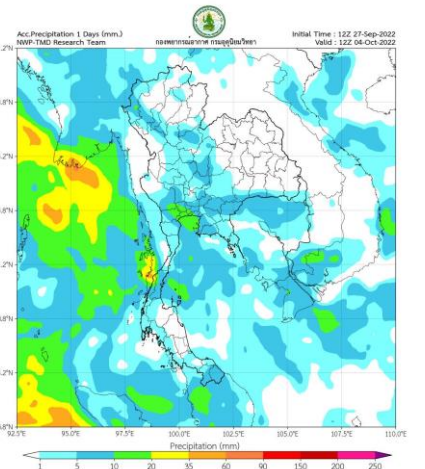 Acc.Precipitation 1 Days (mm.)
Initial Time : 12Z 27-Sep-2022
NWP-TMD Research Team
กองพยากรณ์อากาศ กรมอุตุนิยมวิทยา
Valid : 12Z 04-Oct-2022
92.5°E 95.0°E 97.5°E 100.0°E 102.5°E 105.0°E 107.5°E 110.0°E
Precipitation (mm)
1 5 10 20 35 60 90 150 200 250